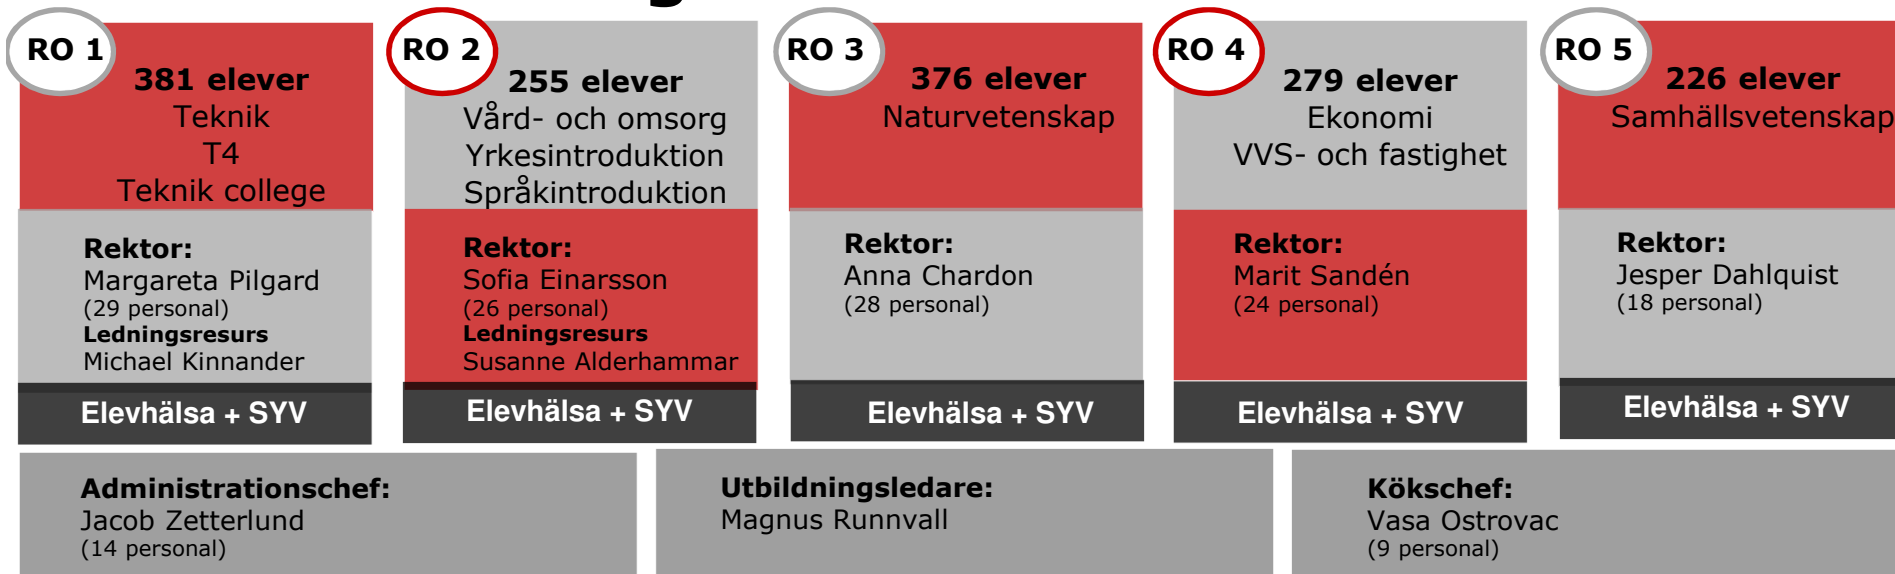 RO 1
381 elever
Teknik
T4
Teknik college
Rektor:
Margareta Pilgard
(29 personal)
Ledningsresurs
Michael Kinnander
Elevhälsa + SYV
RO 2
255 elever
Vård- och omsorg
Yrkesintroduktion
Språkintroduktion
Rektor:
Sofia Einarsson
(26 personal)
Ledningsresurs
Susanne Alderhammar
Elevhälsa + SYV
RO 3
376 elever
Naturvetenskap
Rektor:
Anna Chardon
(28 personal)
Elevhälsa + SYV
RO 4
279 elever
Ekonomi
VVS- och fastighet
Rektor:
Marit Sandén
(24 personal)
Elevhälsa + SYV
RO 5
226 elever
Samhällsvetenskap
Rektor:
Jesper Dahlquist
(18 personal)
Elevhälsa + SYV
Administrationschef:
Jacob Zetterlund
(14 personal)
Utbildningsledare:
Magnus Runnvall
Kökschef:
Vasa Ostrovac
(9 personal)